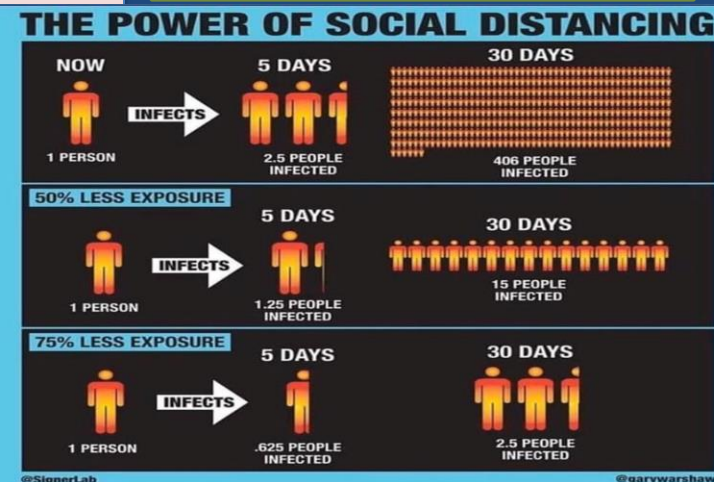 THE POWER OF SOCIAL DISTANCING
NOW
5 DAYS
30 DAYS
INFECTS
1 PERSON
2.5 PEOPLE
INFECTED
406 PEOPLE
INFECTED
50% LESS EXPOSURE
5 DAYS
30 DAYS
INFECTS
1 PERSON
1.25 PEOPLE
INFECTED
15 PEOPLE
INFECTED
75% LESS EXPOSURE
5 DAYS
30 DAYS
INFECTS
1 PERSON
.625 PEOPLE
INFECTED
2.5 PEOPLE
INFECTED
@SignerLab
@garywarshaw